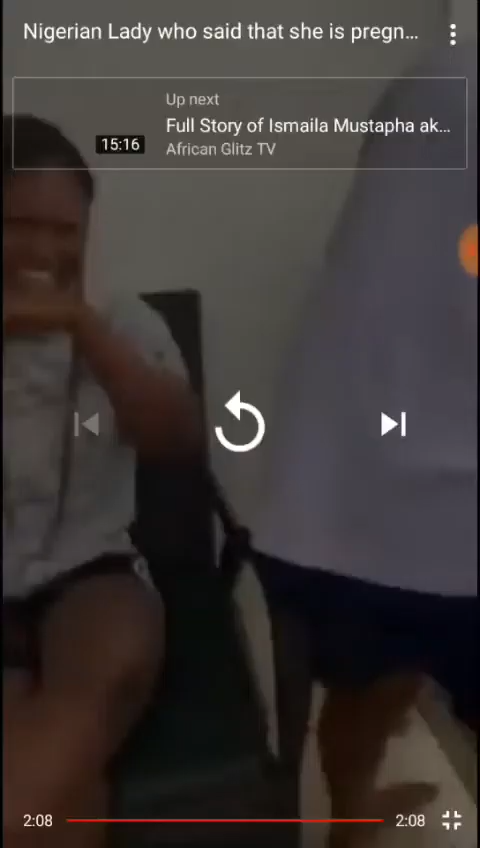 Nigerian Lady who said that she is pregn...
Up next
Full Story of Ismaila Mustapha ak...
15:16
African Glitz TV
2:08
2:08